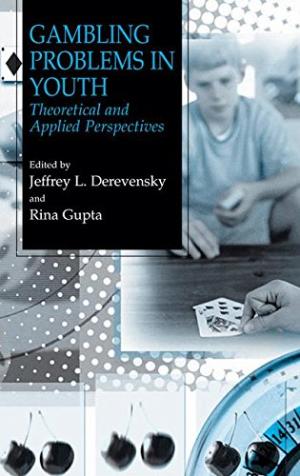 GAMBLING
PROBLEMS IN
YOUTH
Theoretical and
Applied Perspectives
Edited by
Jeffrey L. Derevensky
and
Rina Gupta